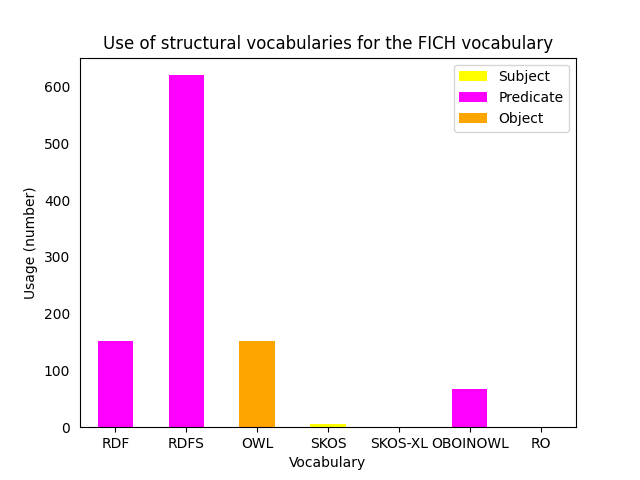 Use of structural vocabularies for the FICH vocabulary
Subject
Predicate
Object
Usage (number)
600
500
400
300
200
100
0
RDF RDFS OWL SKOS SKOS-XL OBOINOWL RO
Vocabulary